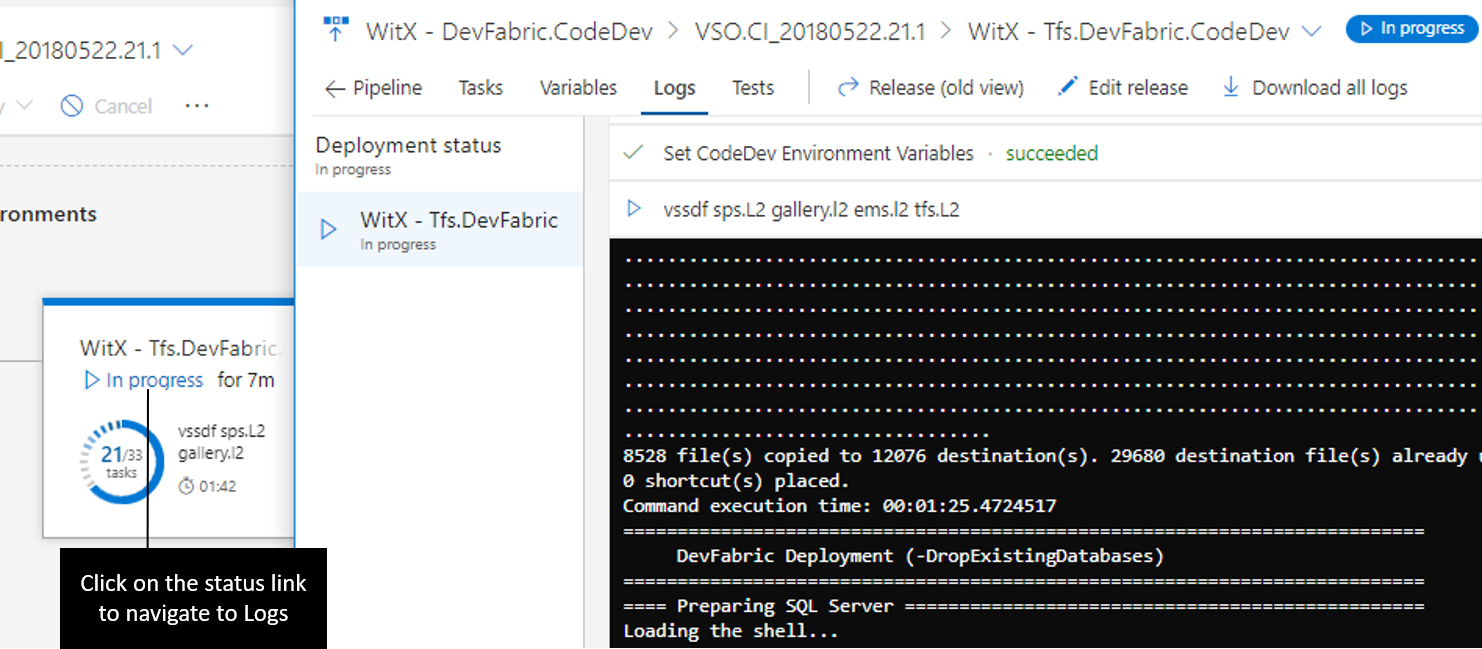 I_20180522.21.1
Cancel ...
ronments
WitX - Tfs.DevFabric.
In progress for 7m
21/33
tasks
vssdf sps.L2
gallery.l2
01:42
Click on the status link
to navigate to Logs
WitX - DevFabric.CodeDev > VSO.CI_20180522.21.1 > WitX - Tfs.DevFabric.CodeDev In progress
← Pipeline Tasks Variables Logs Tests Release (old view) Edit release Download all logs
Deployment status
In progress
WitX - Tfs.DevFabric
In progress
Set CodeDev Environment Variables · succeeded
vssdf sps.L2 gallery.l2 ems.l2 tfs.L2
................................................................................
................................................................................
................................................................................
................................................................................
................................................................................
................................................................................
................................................................................
..................................
8528 file(s) copied to 12076 destination(s). 29680 destination file(s) already
0 shortcut(s) placed.
Command execution time: 00:01:25.4724517
================================================================================
DevFabric Deployment (-DropExistingDatabases)
================================================================================
==== Preparing SQL Server ====================================================
Loading the shell...